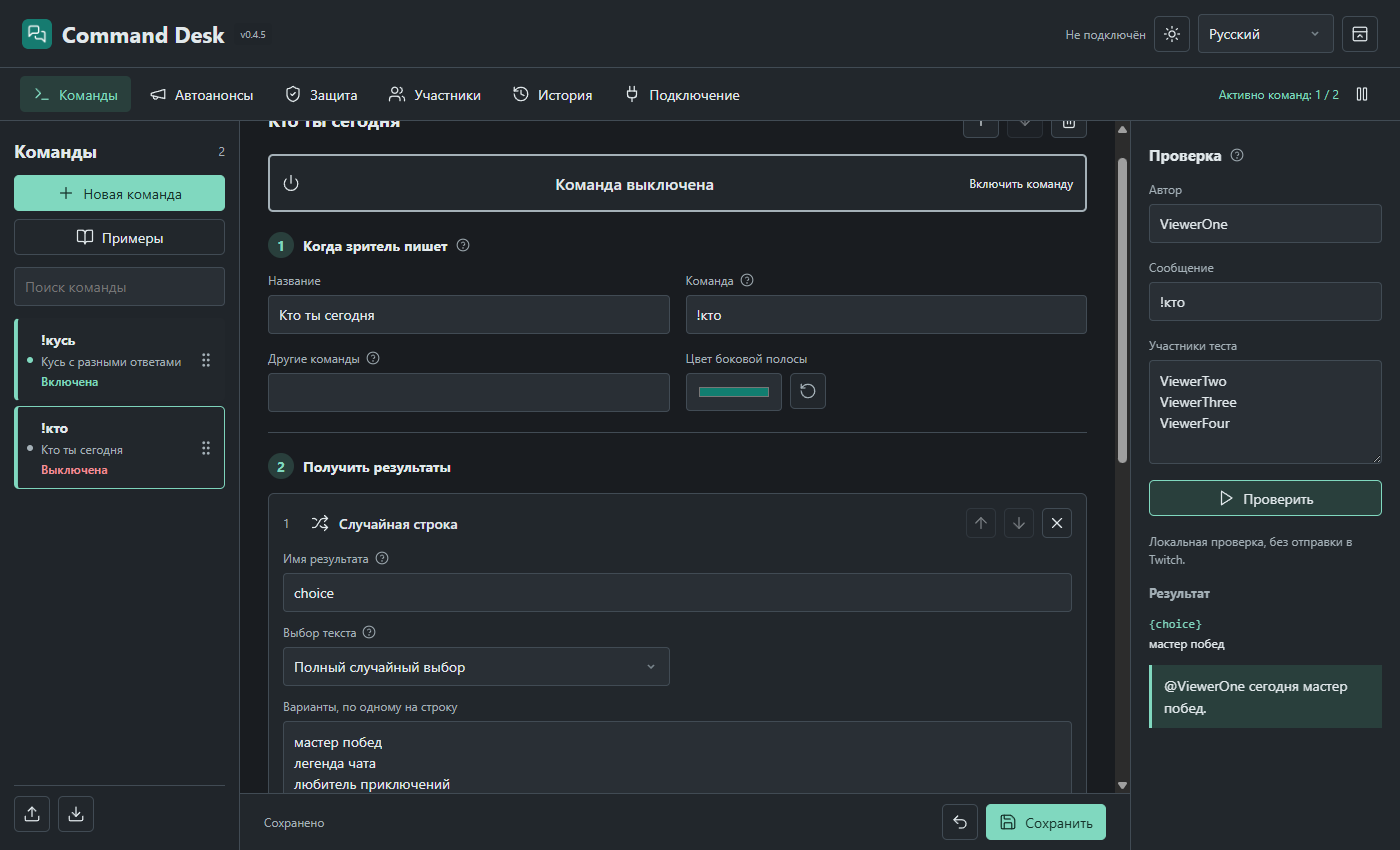 Command Desk v0.4.5
Не подключён
Русский
Команды
Автоанонсы
Защита
Участники
История
Подключение
Активно команд: 1 / 2
Команды 2
Новая команда
Примеры
Поиск команды
!кусь
Кусь с разными ответами
Включена
!кто
Кто ты сегодня
Выключена
Кто ты сегодня
Команда выключена
Включить команду
1 Когда зритель пишет ?
Название
Кто ты сегодня
Команда ?
!кто
Другие команды ?
Цвет боковой полосы
2 Получить результаты
1 Случайная строка
Имя результата ?
choice
Выбор текста ?
Полный случайный выбор
Варианты, по одному на строку
мастер побед
легенда чата
любитель приключений
Сохранено
Сохранить
Проверка ?
Автор
ViewerOne
Сообщение
!кто
Участники теста
ViewerTwo
ViewerThree
ViewerFour
Проверить
Локальная проверка, без отправки в
Twitch.
Результат
{choice}
мастер побед
@ViewerOne сегодня мастер
побед.